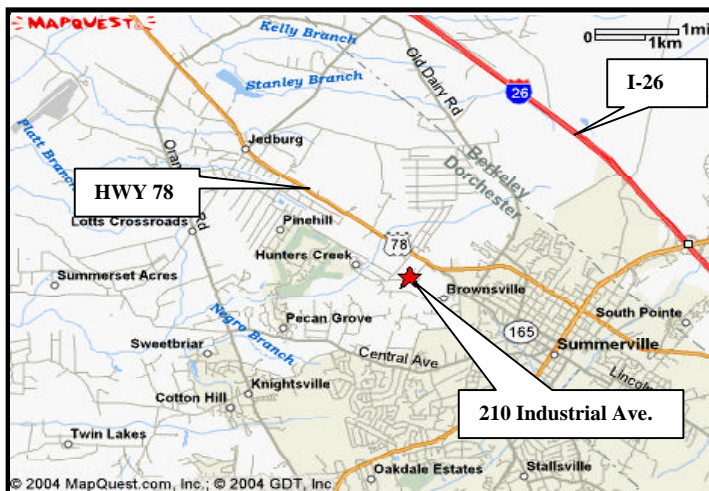 MAPQUEST
0 1mi
1km
Kelly Branch
Old Dairy Rd
I-26
26
Stanley Branch
Platt Branch
Jedburg
Berkeley
Dorchester
HWY 78
Lotts Crossroads
Pinehill
78
Hunters Creek
Summerset Acres
Brownsville
South Pointe
Negro Branch
Pecan Grove
165
Sweetbriar
Central Ave
Summerville
Knightsville
Cotton Hill
210 Industrial Ave.
Twin Lakes
Oakdale Estates
Stallsville
© 2004 MapQuest.com, Inc.; © 2004 GDT, Inc